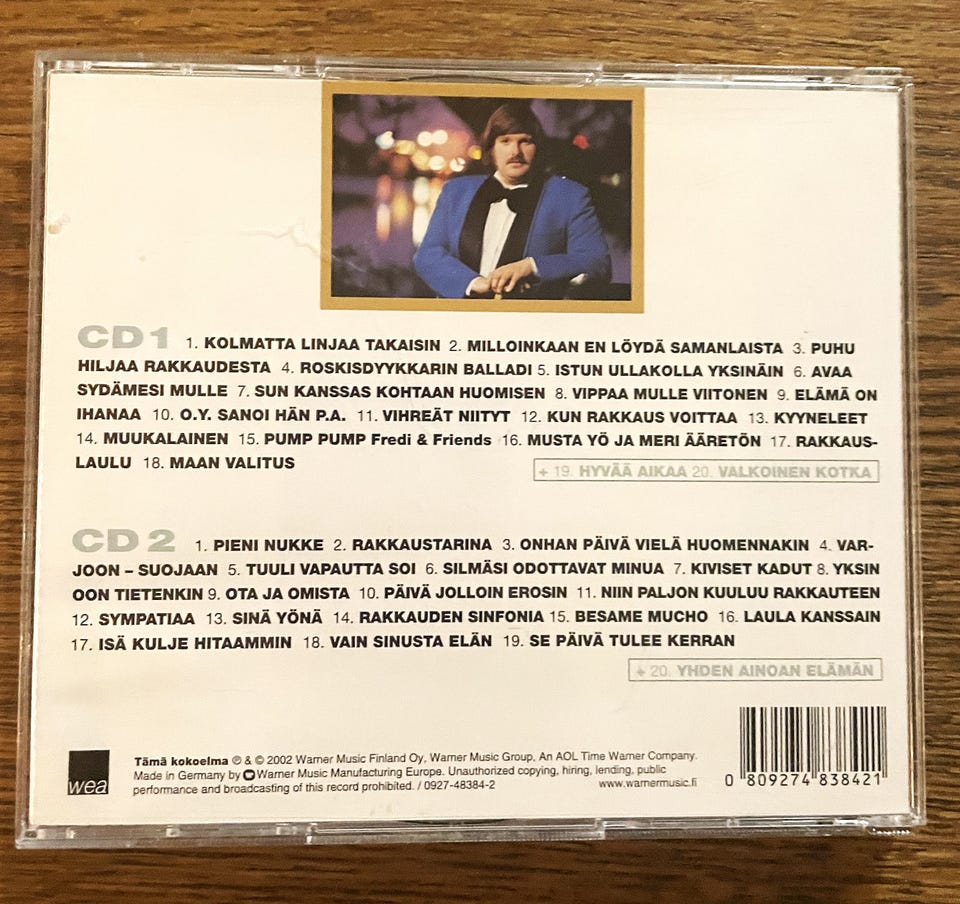 CD 1 1. KOLMATTA LINJAA TAKAISIN 2. MILLOINKAAN EN LÖYDÄ SAMANLAISTA 3. PUHU
HILJAA RAKKAUDESTA 4. ROSKISDYYKKARIN BALLADI 5. ISTUN ULLAKOLLA YKSINÄIN 6. AVAA
SYDÄMESI MULLE 7. SUN KANSSAS KOHTAAN HUOMISEN 8. VIPPAA MULLE VIITONEN 9. ELÄMÄ ON
IHANAA 10. O.Y. SANOI HÄN P.A. 11. VIHREÄT NIITYT 12. KUN RAKKAUS VOITTAA 13. KYYNELEET
14. MUUKALAINEN 15. PUMP PUMP Fredi & Friends 16. MUSTA YÖ JA MERI ÄÄRETÖN 17. RAKKAUS-
LAULU 18. MAAN VALITUS
+ 19. HYVÄÄ AIKAA 20. VALKOINEN KOTKA
CD 2 1. PIENI NUKKE 2. RAKKAUSTARINA 3. ONHAN PÄIVÄ VIELÄ HUOMENNAKIN 4. VAR-
JOON – SUOJAAN 5. TUULI VAPAUTTA SOI 6. SILMÄSI ODOTTAVAT MINUA 7. KIVISET KADUT 8. YKSIN
OON TIETENKIN 9. OTA JA OMISTA 10. PÄIVÄ JOLLOIN EROSIN 11. NIIN PALJON KUULUU RAKKAUTEEN
12. SYMPATIAA 13. SINÄ YÖNÄ 14. RAKKAUDEN SINFONIA 15. BESAME MUCHO 16. LAULA KANSSAIN
17. ISÄ KULJE HITAAMMIN 18. VAIN SINUSTA ELÄN 19. SE PÄIVÄ TULEE KERRAN
+ 20. YHDEN AINOAN ELÄMÄN
wea
Tämä kokoelma ℗ & © 2002 Warner Music Finland Oy, Warner Music Group, An AOL Time Warner Company.
Made in Germany by Warner Music Manufacturing Europe. Unauthorized copying, hiring, lending, public
performance and broadcasting of this record prohibited. / 0927-48384-2
www.warnermusic.fi
0 809274 838421